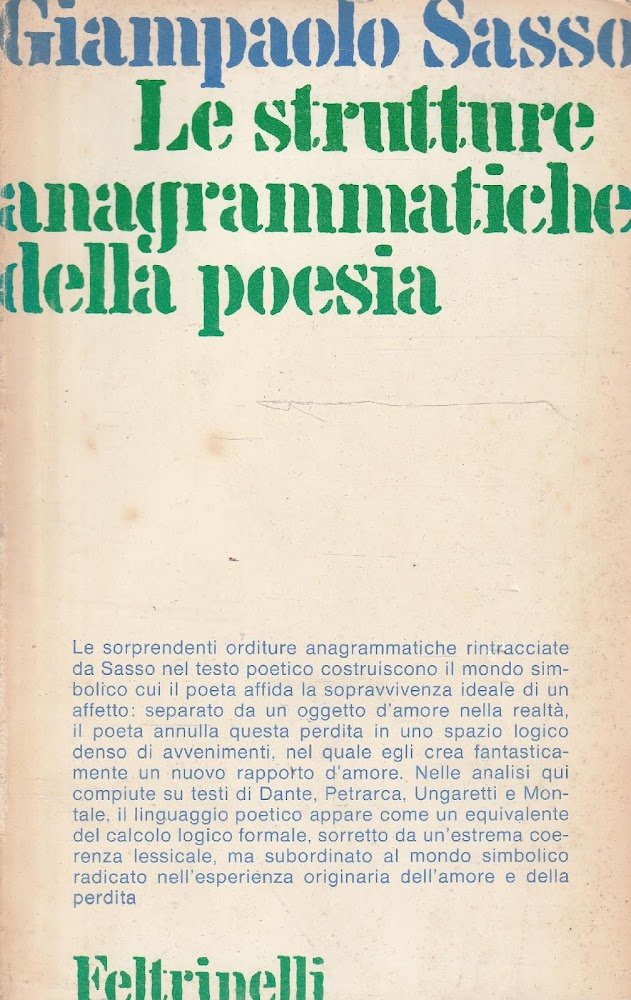 Giampaolo Sasso
Le strutture
anagrammatiche
della poesia
Le sorprendenti orditure anagrammatiche rintracciate
da Sasso nel testo poetico costruiscono il mondo sim-
bolico cui il poeta affida la sopravvivenza ideale di un
affetto: separato da un oggetto d'amore nella realtà,
il poeta annulla questa perdita in uno spazio logico
denso di avvenimenti, nel quale egli crea fantastica-
mente un nuovo rapporto d'amore. Nelle analisi qui
compiute su testi di Dante, Petrarca, Ungaretti e Mon-
tale, il linguaggio poetico appare come un equivalente
del calcolo logico formale, sorretto da un'estrema coe-
renza lessicale, ma subordinato al mondo simbolico
radicato nell'esperienza originaria dell'amore e della
perdita
Feltrinelli